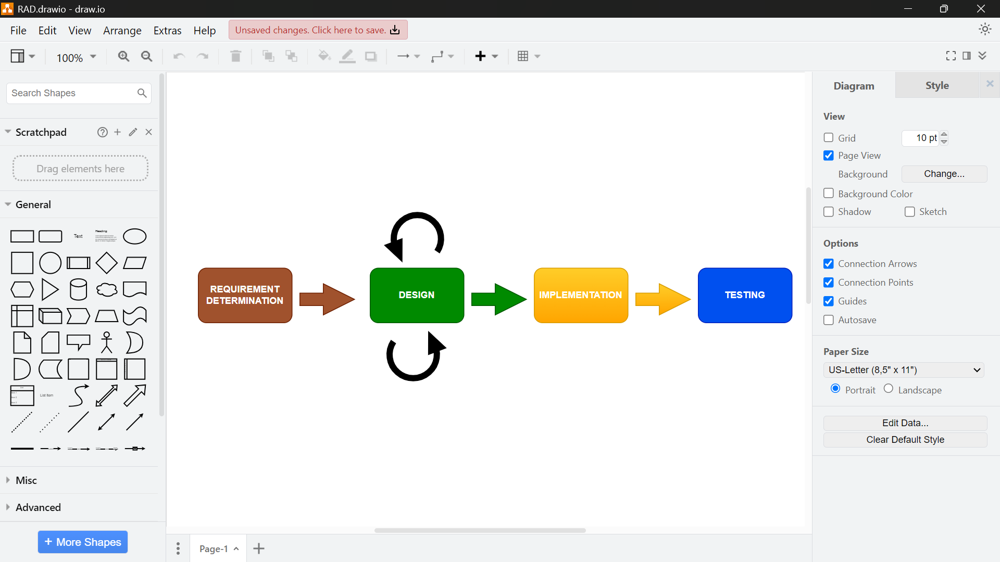 RAD.drawio - draw.io
File Edit View Arrange Extras Help Unsaved changes. Click here to save.
100%
Search Shapes
Scratchpad
Drag elements here
General
Text
Heading
List Item
Misc
Advanced
+ More Shapes
REQUIREMENT
DETERMINATION
DESIGN
IMPLEMENTATION
TESTING
Page-1
Diagram Style
View
Grid 10 pt
Page View
Background Change...
Background Color
Shadow Sketch
Options
Connection Arrows
Connection Points
Guides
Autosave
Paper Size
US-Letter (8,5" x 11")
Portrait Landscape
Edit Data...
Clear Default Style